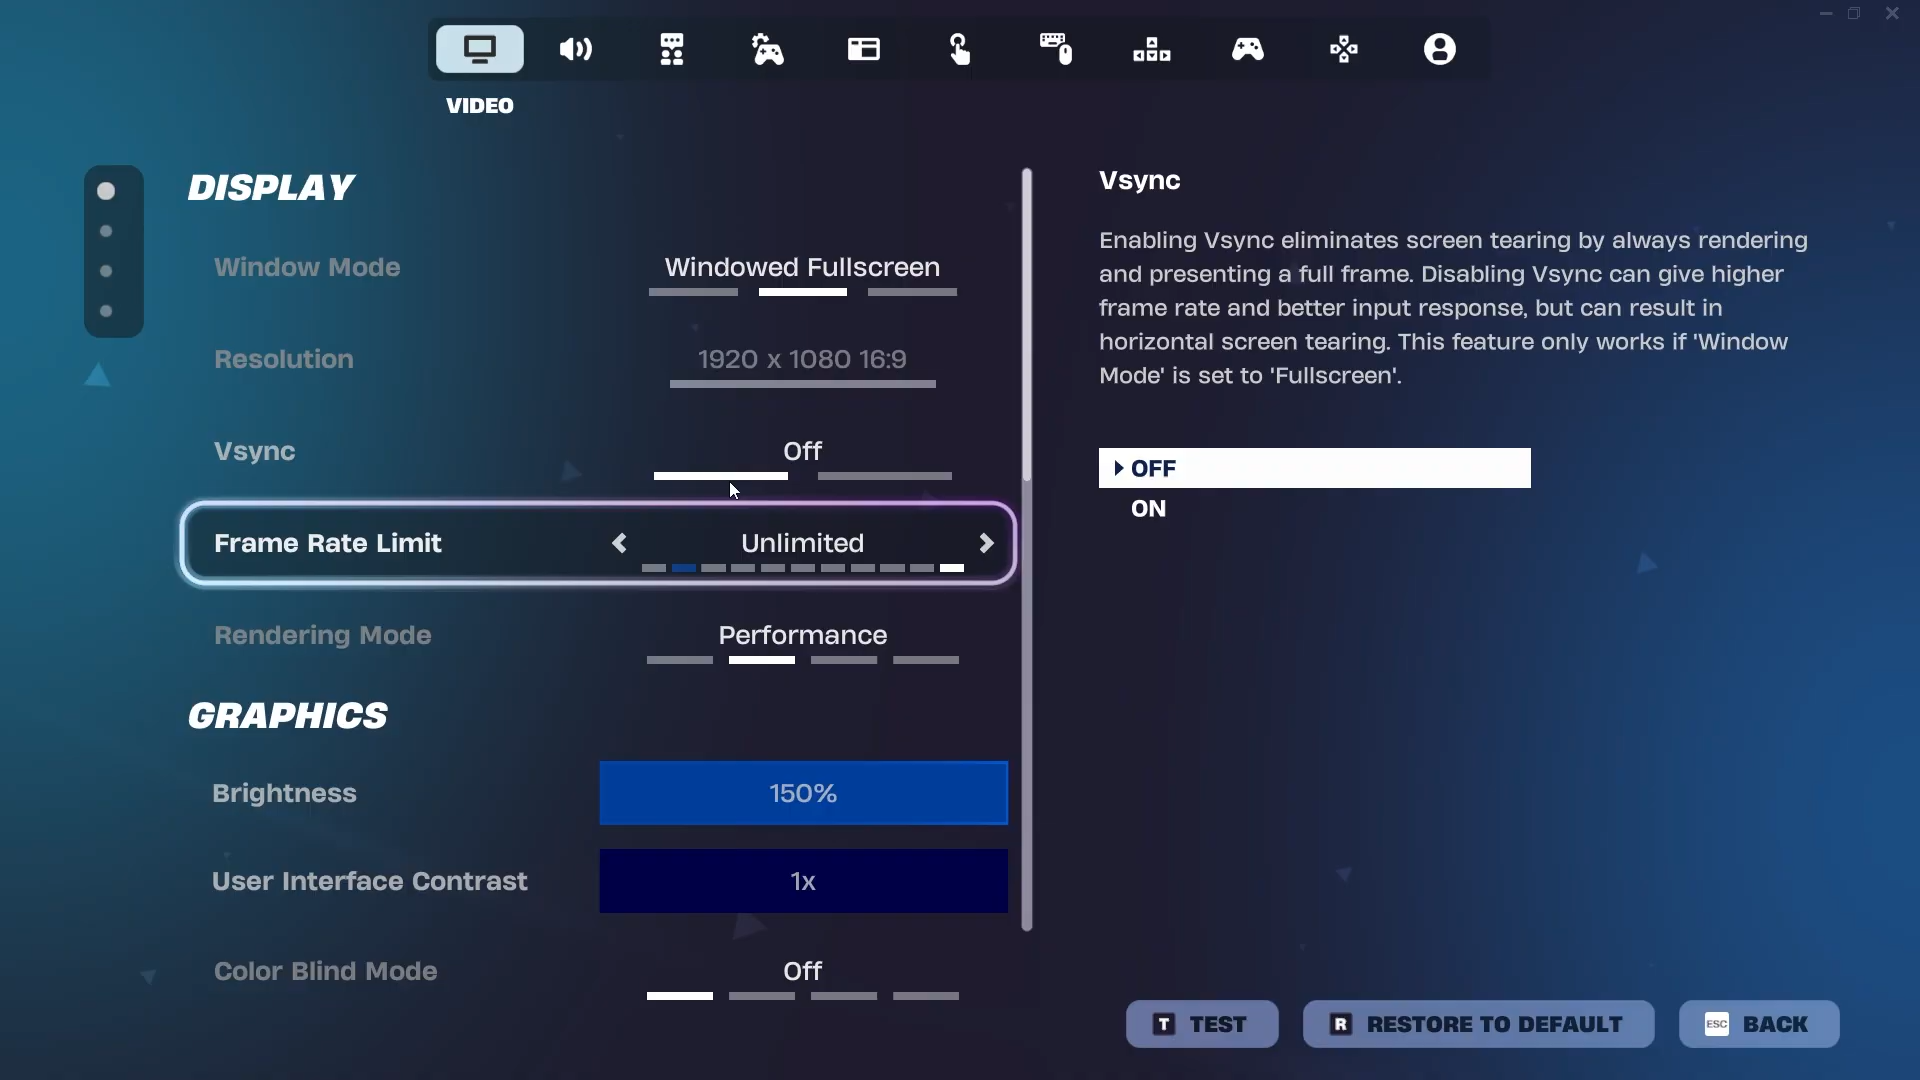 VIDEO
DISPLAY
Window Mode
Windowed Fullscreen
Resolution
1920 x 1080 16:9
Vsync
Off
Frame Rate Limit
Unlimited
Rendering Mode
Performance
GRAPHICS
Brightness
150%
User Interface Contrast
1x
Color Blind Mode
Off
Vsync
Enabling Vsync eliminates screen tearing by always rendering
and presenting a full frame. Disabling Vsync can give higher
frame rate and better input response, but can result in
horizontal screen tearing. This feature only works if 'Window
Mode' is set to 'Fullscreen'.
OFF
ON
T TEST
R RESTORE TO DEFAULT
ESC BACK